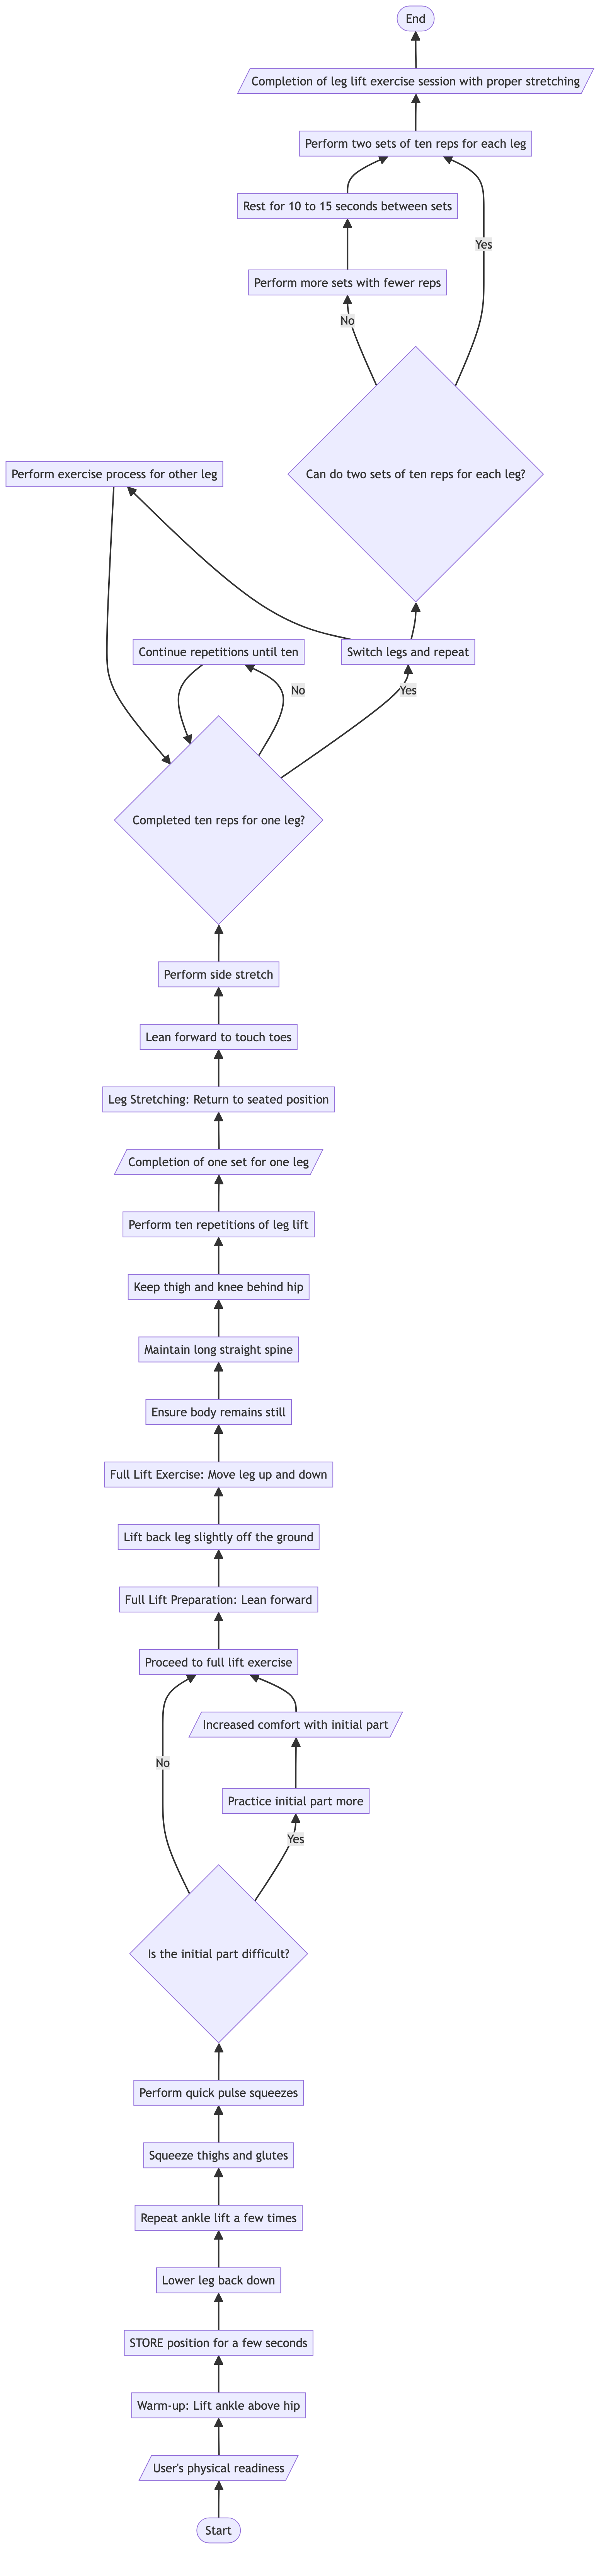 End
Completion of leg lift exercise session with proper stretching
Perform two sets of ten reps for each leg
Rest for 10 to 15 seconds between sets
Yes
Perform more sets with fewer reps
No
Can do two sets of ten reps for each leg?
Perform exercise process for other leg
Continue repetitions until ten
Switch legs and repeat
No
Yes
Completed ten reps for one leg?
Perform side stretch
Lean forward to touch toes
Leg Stretching: Return to seated position
Completion of one set for one leg
Perform ten repetitions of leg lift
Keep thigh and knee behind hip
Maintain long straight spine
Ensure body remains still
Full Lift Exercise: Move leg up and down
Lift back leg slightly off the ground
Full Lift Preparation: Lean forward
Proceed to full lift exercise
Increased comfort with initial part
No
Practice initial part more
Yes
Is the initial part difficult?
Perform quick pulse squeezes
Squeeze thighs and glutes
Repeat ankle lift a few times
Lower leg back down
STORE position for a few seconds
Warm-up: Lift ankle above hip
User's physical readiness
Start